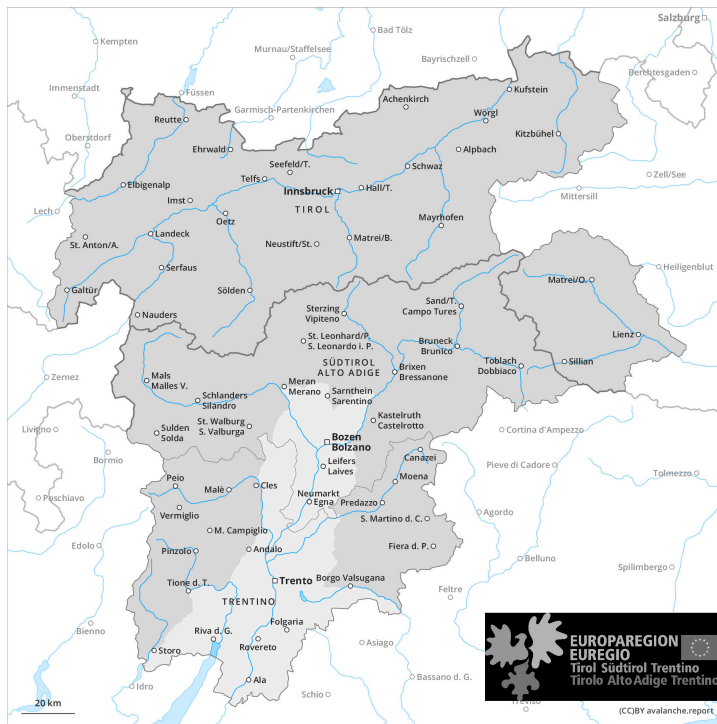 Salzburg
Kempten
Bad Tölz
Murnau/Staffelsee
Bayrischzell
Berchtesgaden
Immenstadt
Füssen
Garmisch-Partenkirchen
Achenkirch
Kufstein
Reutte
Wörgl
Oberstdorf
Ehrwald
Kitzbühel
Alpbach
Seefeld/T.
Schwaz
Zell/See
Telfs
Elbigenalp
Innsbruck
Hall/T.
Mittersill
Imst
TIROL
Lech
Oetz
Mayrhofen
St. Anton/A.
Landeck
Neustift/St.
Matrei/B.
Serfaus
Heiligenblut
Galtür
Sölden
Matrei/O.
Nauders
Sterzing
Vipiteno
Sand/T.
Campo Tures
St. Leonhard/P.
S. Leonardo i. P.
Lienz
Bruneck
Brunico
SÜDTIROL
ALTO ADIGE
Toblach
Dobbiaco
Sillian
Zernez
Mals
Malles V.
Meran
Merano
Brixen
Bressanone
Sarnthein
Sarentino
Schlanders
Silandro
Kastelruth
Castelrotto
St. Walburg
S. Valburga
Livigno
Sulden
Solda
Cortina d'Ampezzo
Bozen
Bolzano
Bormio
Canazei
Leifers
Laives
Pieve di Cadore
Tolmezzo
Peio
Malè
Cles
Moena
Poschiavo
Neumarkt
Egna
Predazzo
Vermiglio
Agordo
S. Martino d. C.
M. Campiglio
Edolo
Pinzolo
Andalo
Fiera d. P.
Belluno
Spilimbergo
Tione d. T.
Trento
Borgo Valsugana
Feltre
TRENTINO
Bienno
Folgaria
Riva d. G.
Rovereto
Asiago
Storo
EUROPAREGION
EUREGIO
Tirol Südtirol Trentino
Tirolo Alto Adige Trentino
Idro
Ala
Bassano d. G.
Schio
Treviso
20 km
(CC)BY avalanche.report